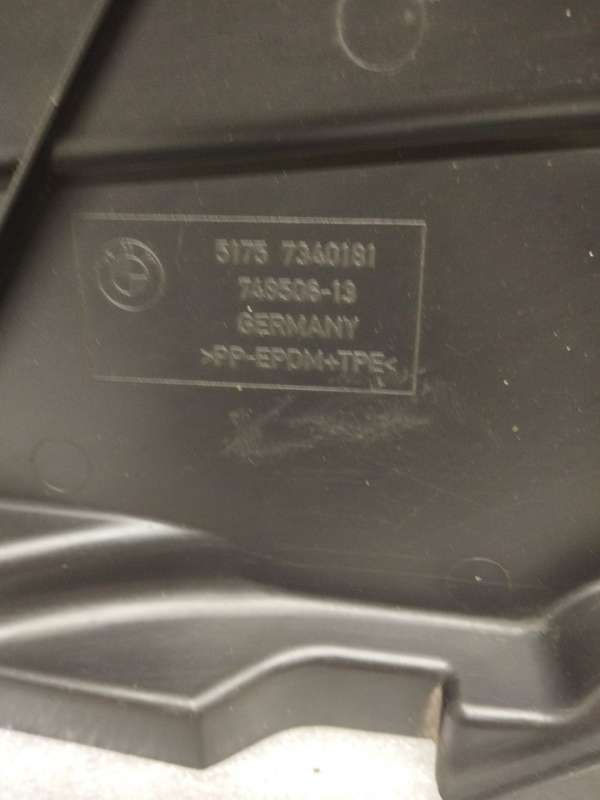 5175 7340181
748506-13
GERMANY
>PP-EPDM+TPE<